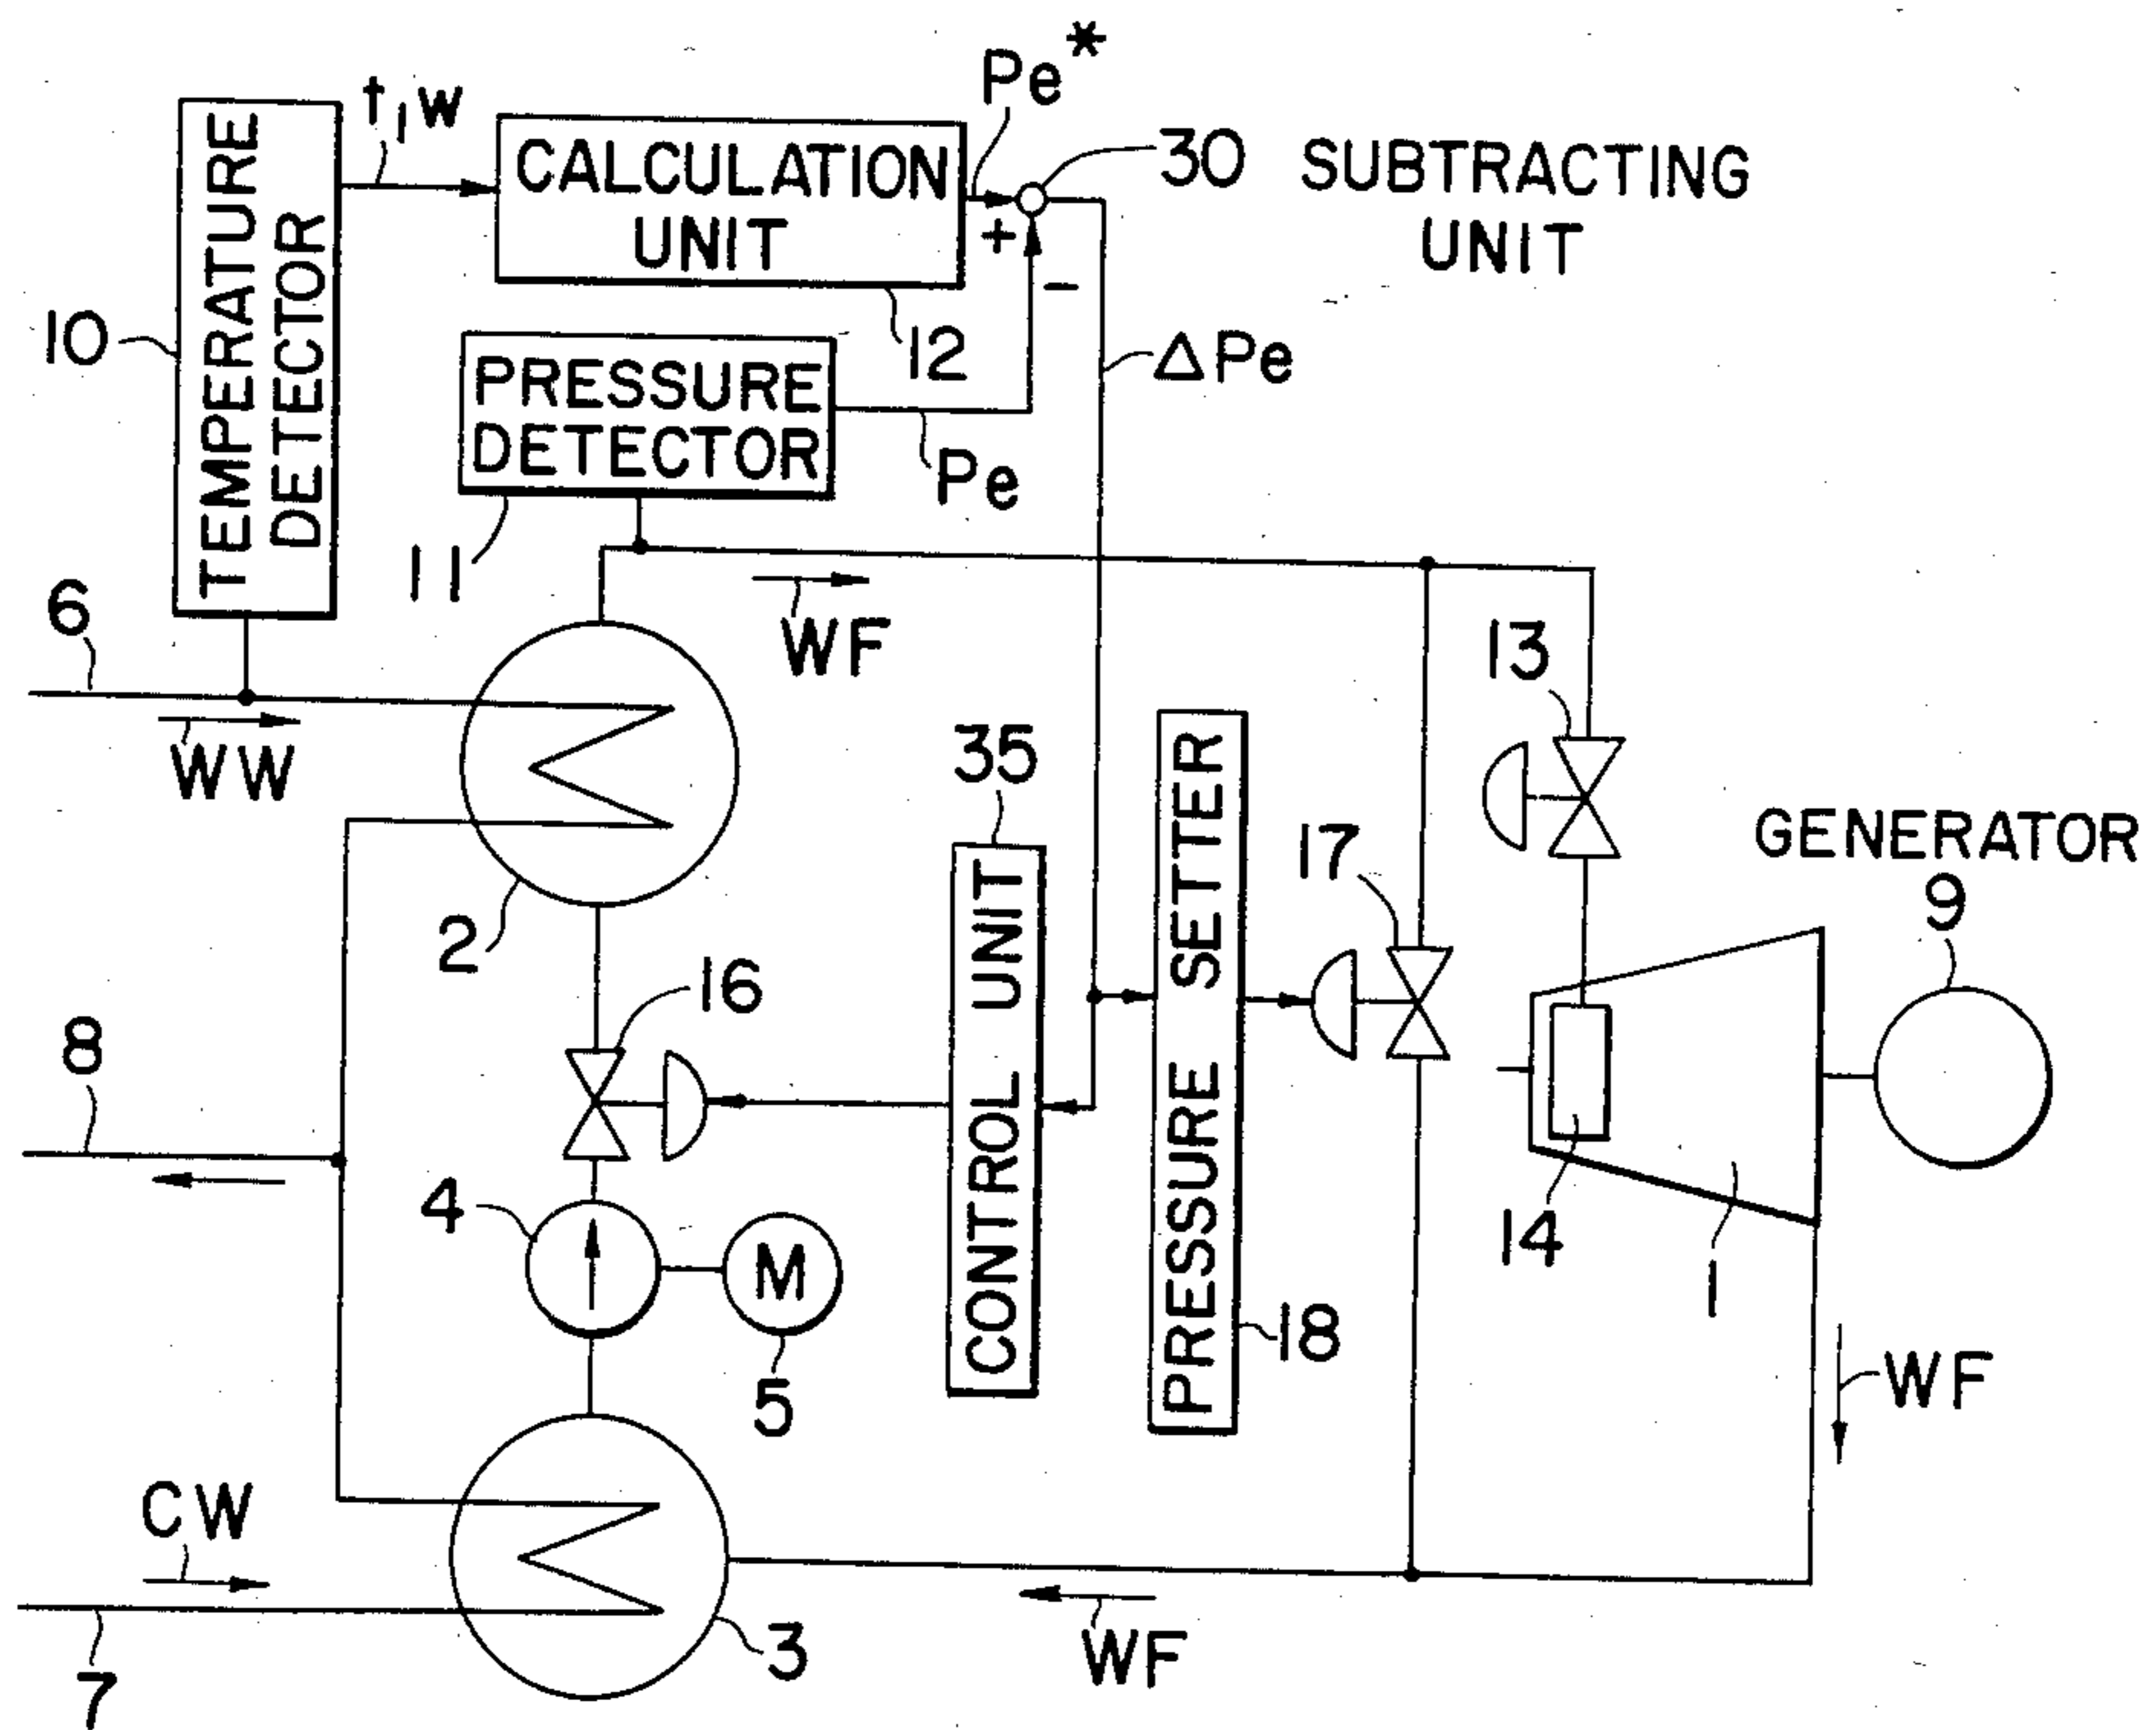 Pe*
t₁w
CALCULATION
UNIT
30 SUBTRACTING
UNIT
+
-
TEMPERATURE
DETECTOR
10
12
PRESSURE
DETECTOR
ΔPe
Pe
11
6
WF
13
WW
35
GENERATOR
9
17
2
16
CONTROL UNIT
PRESSURE SETTER
8
4
M
14
1
18
5
WF
CW
3
WF
7